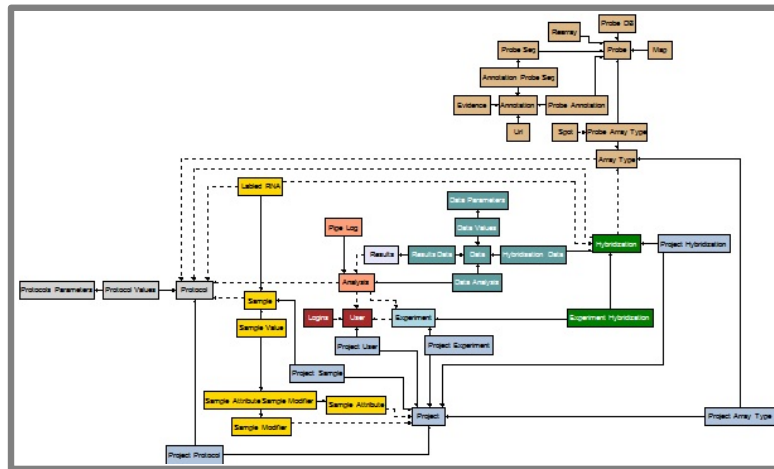 Probe DB
Rearray
Probe Seq
Probe
Map
Annotation Probe Seq
Evidence
Annotation
Probe Annotation
Url
Spot
Probe Array Type
Array Type
Labled RNA
Data Parameters
Pipe Log
Data Values
Hybridization
Project Hybridization
Results
Results Data
Data
Hybridisation Data
Analysis
Data Analysis
Protocols Parameters
Protocol Values
Protocol
Sample
Logins
User
Experiment
Experiment Hybridization
Sample Value
Project User
Project Experiment
Project Sample
Sample Attribute Sample Modifier
Sample Attribute
Project
Project Array Type
Sample Modifier
Project Protocol